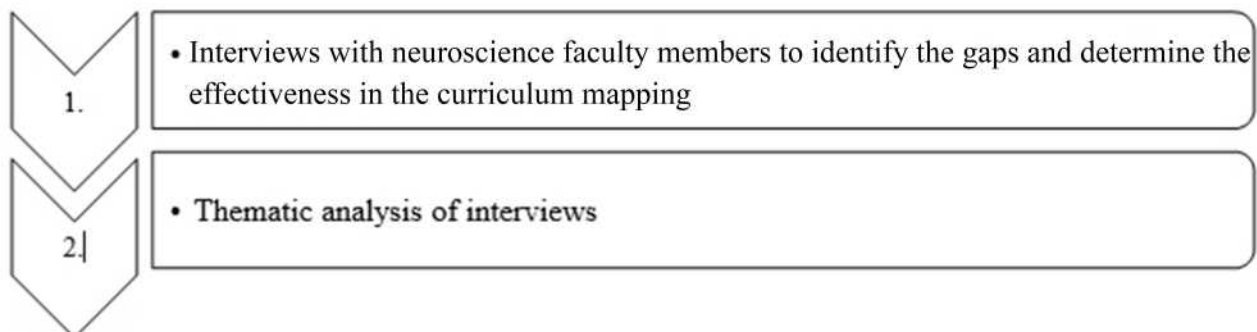 • Interviews with neuroscience faculty members to identify the gaps and determine the
effectiveness in the curriculum mapping
1.
• Thematic analysis of interviews
2.